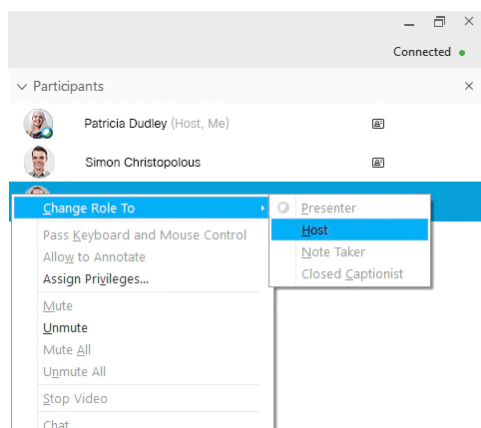 Connected
Participants
Patricia Dudley (Host, Me)
Simon Christopolous
Change Role To
Presenter
Host
Note Taker
Closed Captionist
Pass Keyboard and Mouse Control
Allow to Annotate
Assign Privileges...
Mute
Unmute
Mute All
Unmute All
Stop Video
Chat